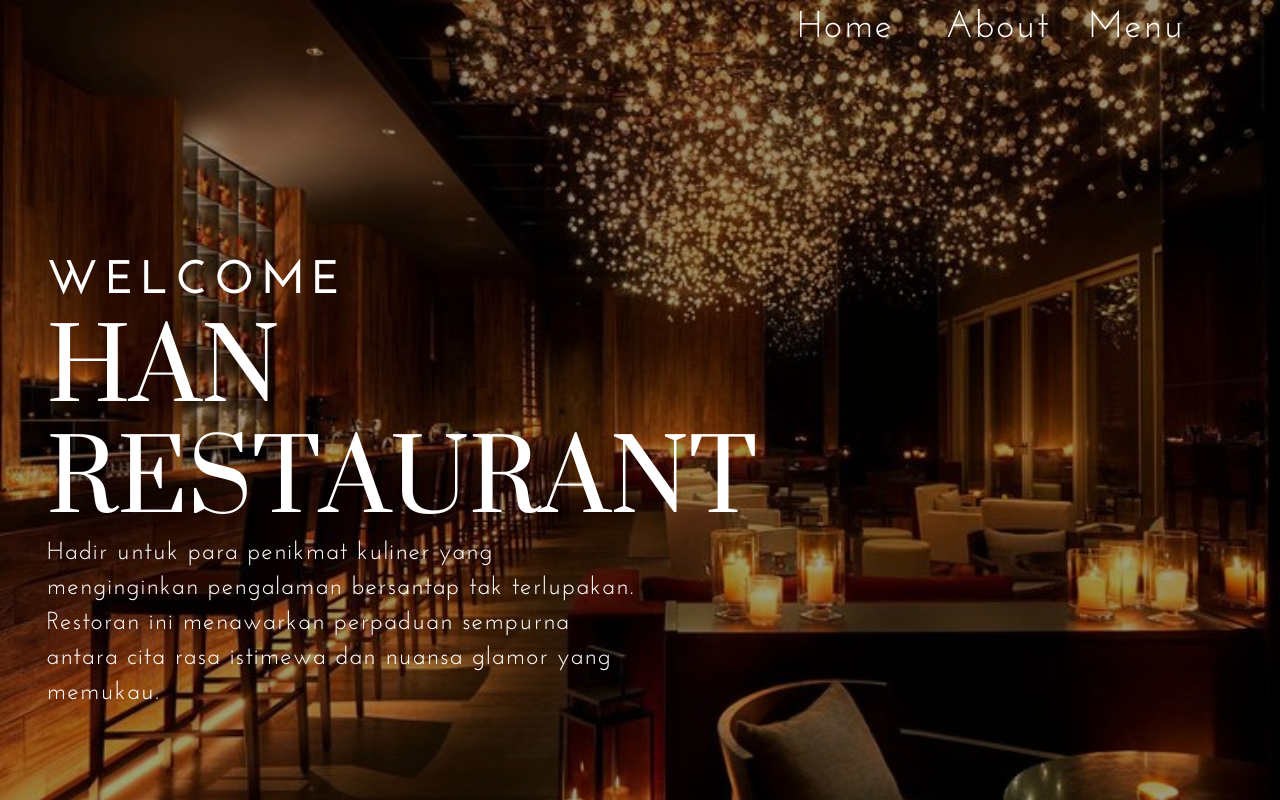 Home About Menu
WELCOME
HAN
RESTAURANT
Hadir untuk para penikmat kuliner yang
menginginkan pengalaman bersantap tak terlupakan.
Restoran ini menawarkan perpaduan sempurna
antara cita rasa istimewa dan nuansa glamor yang
memukau.